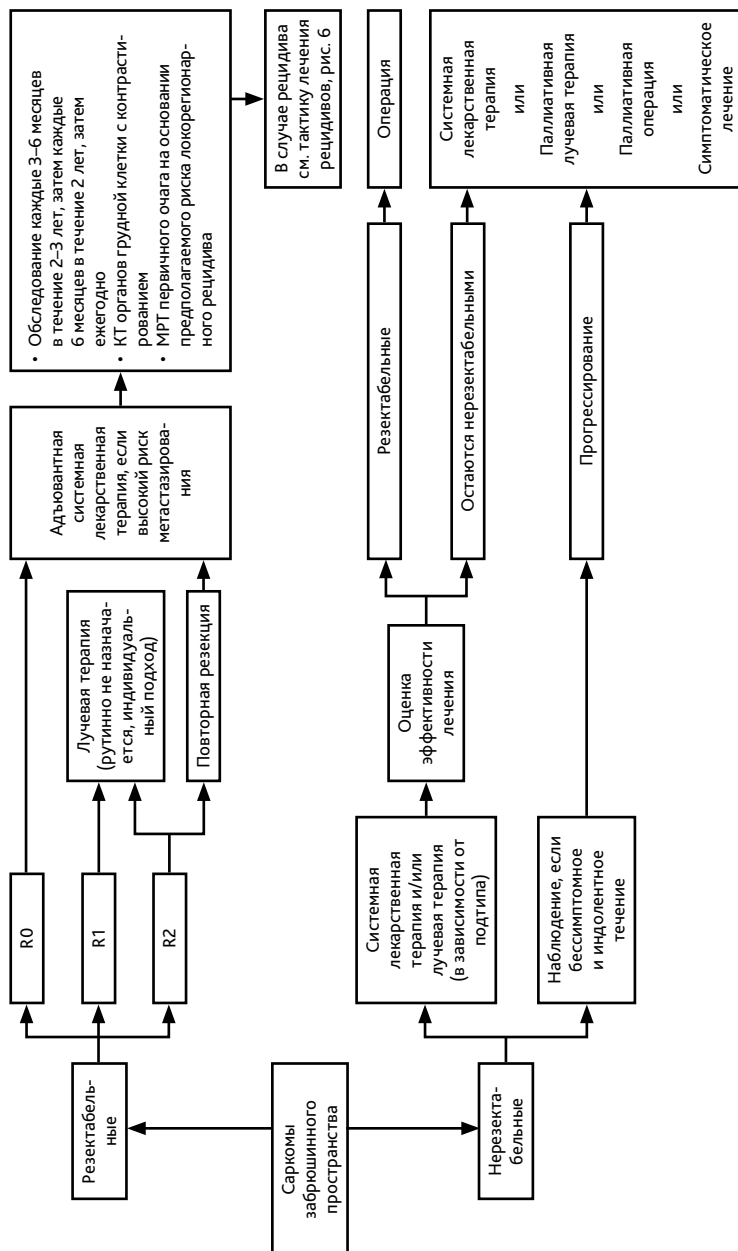 Саркомы
забрюшинного
пространства
Резектабель-
ные
R0
R1
R2
Лучевая терапия
(рутинно не назнача-
ется, индивидуаль-
ный подход)
Повторная резекция
Адъювантная
системная
лекарственная
терапия, если
высокий риск
метастазирова-
ния
• Обследование каждые 3–6 месяцев
в течение 2–3 лет, затем каждые
6 месяцев в течение 2 лет, затем
ежегодно
• КТ органов грудной клетки с контрасти-
рованием
• МРТ первичного очага на основании
предполагаемого риска локорегионар-
ного рецидива
В случае рецидива
см. тактику лечения
рецидивов, рис. 6
Нерезекта-
бельные
Системная
лекарственная
терапия и/или
лучевая терапия
(в зависимости от
подтипа)
Оценка
эффективности
лечения
Резектабельные
Операция
Остаются нерезектабельными
Наблюдение, если
бессимптомное
и индолентное
течение
Прогрессирование
Системная
лекарственная
терапия
или
Паллиативная
лучевая терапия
или
Паллиативная
операция
или
Симптоматическое
лечение